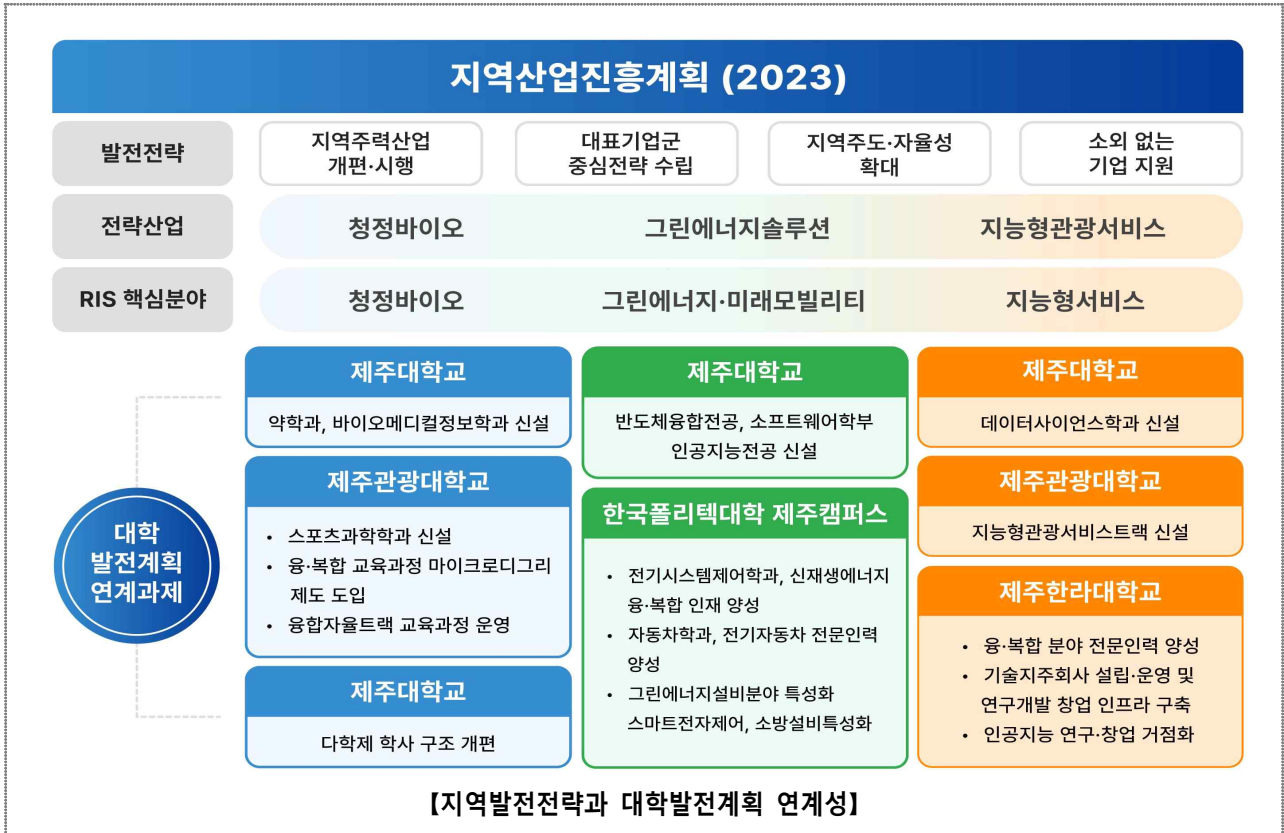 지역산업진흥계획 (2023)
발전전략
지역주력산업
개편·시행
대표기업군
중심전략 수립
지역주도·자율성
확대
소외 없는
기업 지원
전략산업
청정바이오
그린에너지솔루션
지능형관광서비스
RIS 핵심분야
청정바이오
그린에너지·미래모빌리티
지능형서비스
대학
발전계획
연계과제
제주대학교
약학과, 바이오메디컬정보학과 신설
제주관광대학교
• 스포츠과학학과 신설
• 융·복합 교육과정 마이크로디그리
제도 도입
• 융합자율트랙 교육과정 운영
제주대학교
다학제 학사 구조 개편
제주대학교
반도체융합전공, 소프트웨어학부
인공지능전공 신설
한국폴리텍대학 제주캠퍼스
• 전기시스템제어학과, 신재생에너지
융·복합 인재 양성
• 자동차학과, 전기자동차 전문인력
양성
• 그린에너지설비분야 특성화
스마트전자제어, 소방설비특성화
제주대학교
데이터사이언스학과 신설
제주관광대학교
지능형관광서비스트랙 신설
제주한라대학교
• 융·복합 분야 전문인력 양성
• 기술지주회사 설립·운영 및
연구개발 창업 인프라 구축
• 인공지능 연구·창업 거점화
【지역발전전략과 대학발전계획 연계성】